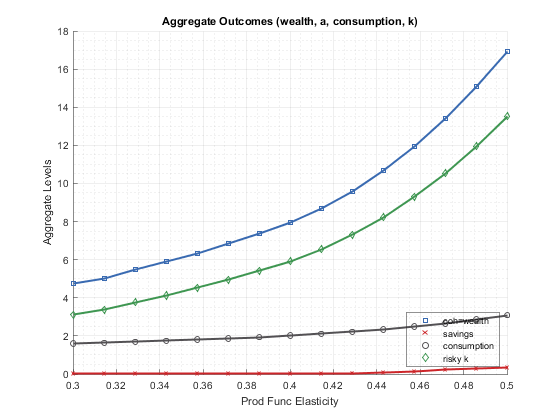 Aggregate Outcomes (wealth, a, consumption, k)
Aggregate Levels
18
16
14
12
10
8
6
4
2
0
coh=wealth
savings
consumption
risky k
0.3 0.32 0.34 0.36 0.38 0.4 0.42 0.44 0.46 0.48 0.5
Prod Func Elasticity